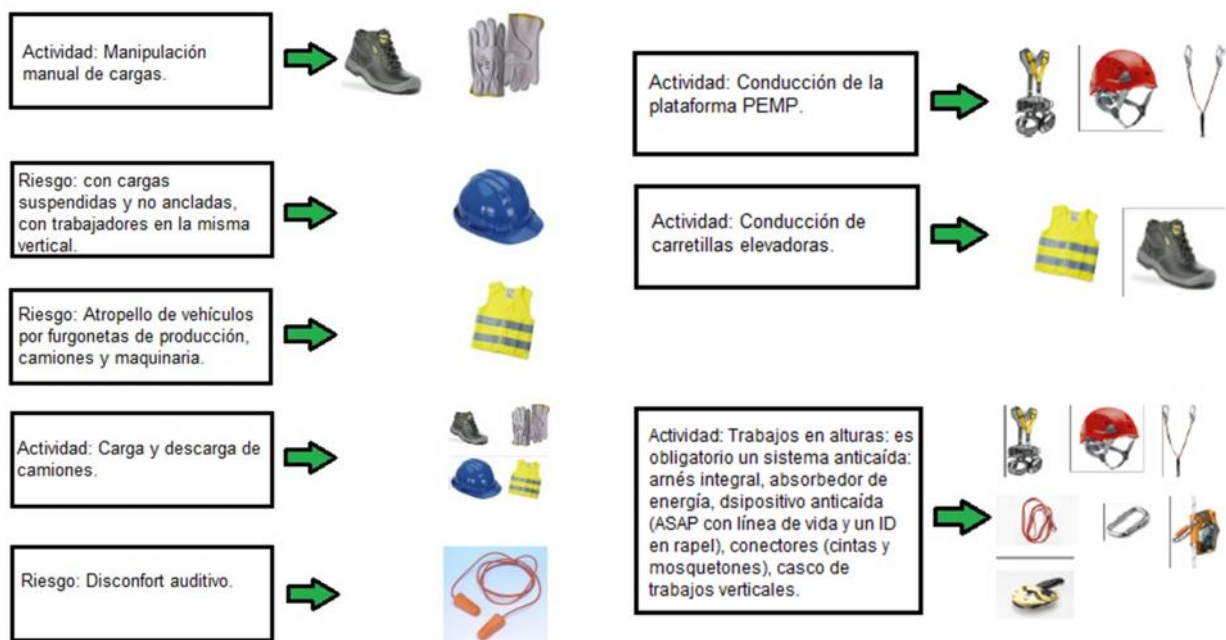 Actividad: Manipulación
manual de cargas.
Riesgo: con cargas
suspendidas y no ancladas,
con trabajadores en la misma
vertical.
Riesgo: Atropello de vehículos
por furgonetas de producción,
camiones y maquinaria.
Actividad: Carga y descarga de
camiones.
Riesgo: Disconfort auditivo.
Actividad: Conducción de la
plataforma PEMP.
Actividad: Conducción de
carretillas elevadoras.
Actividad: Trabajos en alturas: es
obligatorio un sistema anticaída:
arnés integral, absorbedor de
energía, dsipositivo anticaída
(ASAP con línea de vida y un ID
en rapel), conectores (cintas y
mosquetones), casco de
trabajos verticales.